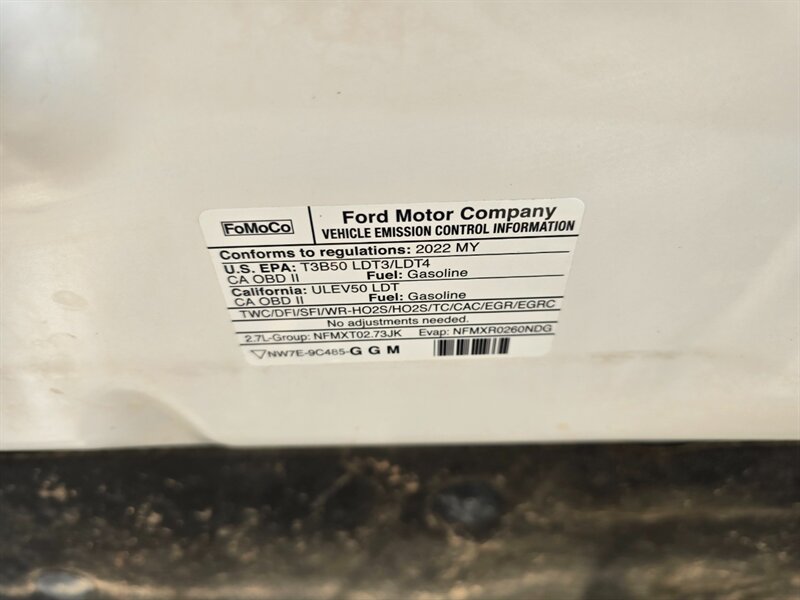 FoMoCo
Ford Motor Company
VEHICLE EMISSION CONTROL INFORMATION
Conforms to regulations: 2022 MY
U.S. EPA: T3B50 LDT3/LDT4
CA OBD II Fuel: Gasoline
California: ULEV50 LDT
CA OBD II Fuel: Gasoline
TWC/DFI/SFI/WR-HO2S/HO2S/TC/CAC/EGR/EGRC
No adjustments needed.
2.7L-Group: NFMXT02.73JK Evap: NFMXR0260NDG
NW7E-9C485-G G M